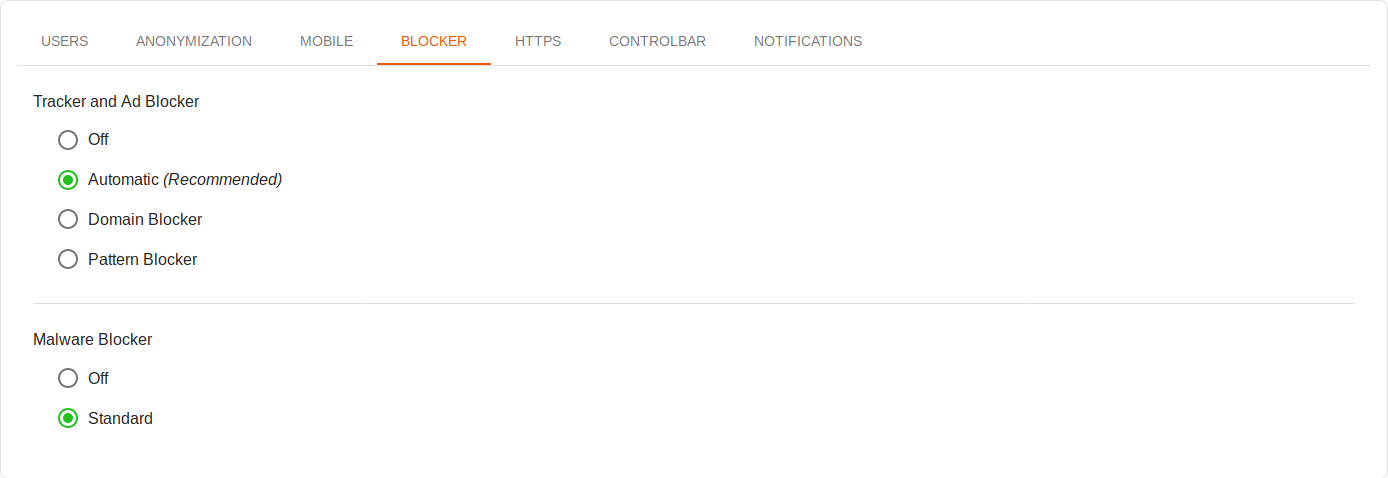 USERS ANONYMIZATION MOBILE BLOCKER HTTPS CONTROLBAR NOTIFICATIONS
Tracker and Ad Blocker
Off
Automatic (Recommended)
Domain Blocker
Pattern Blocker
Malware Blocker
Off
Standard